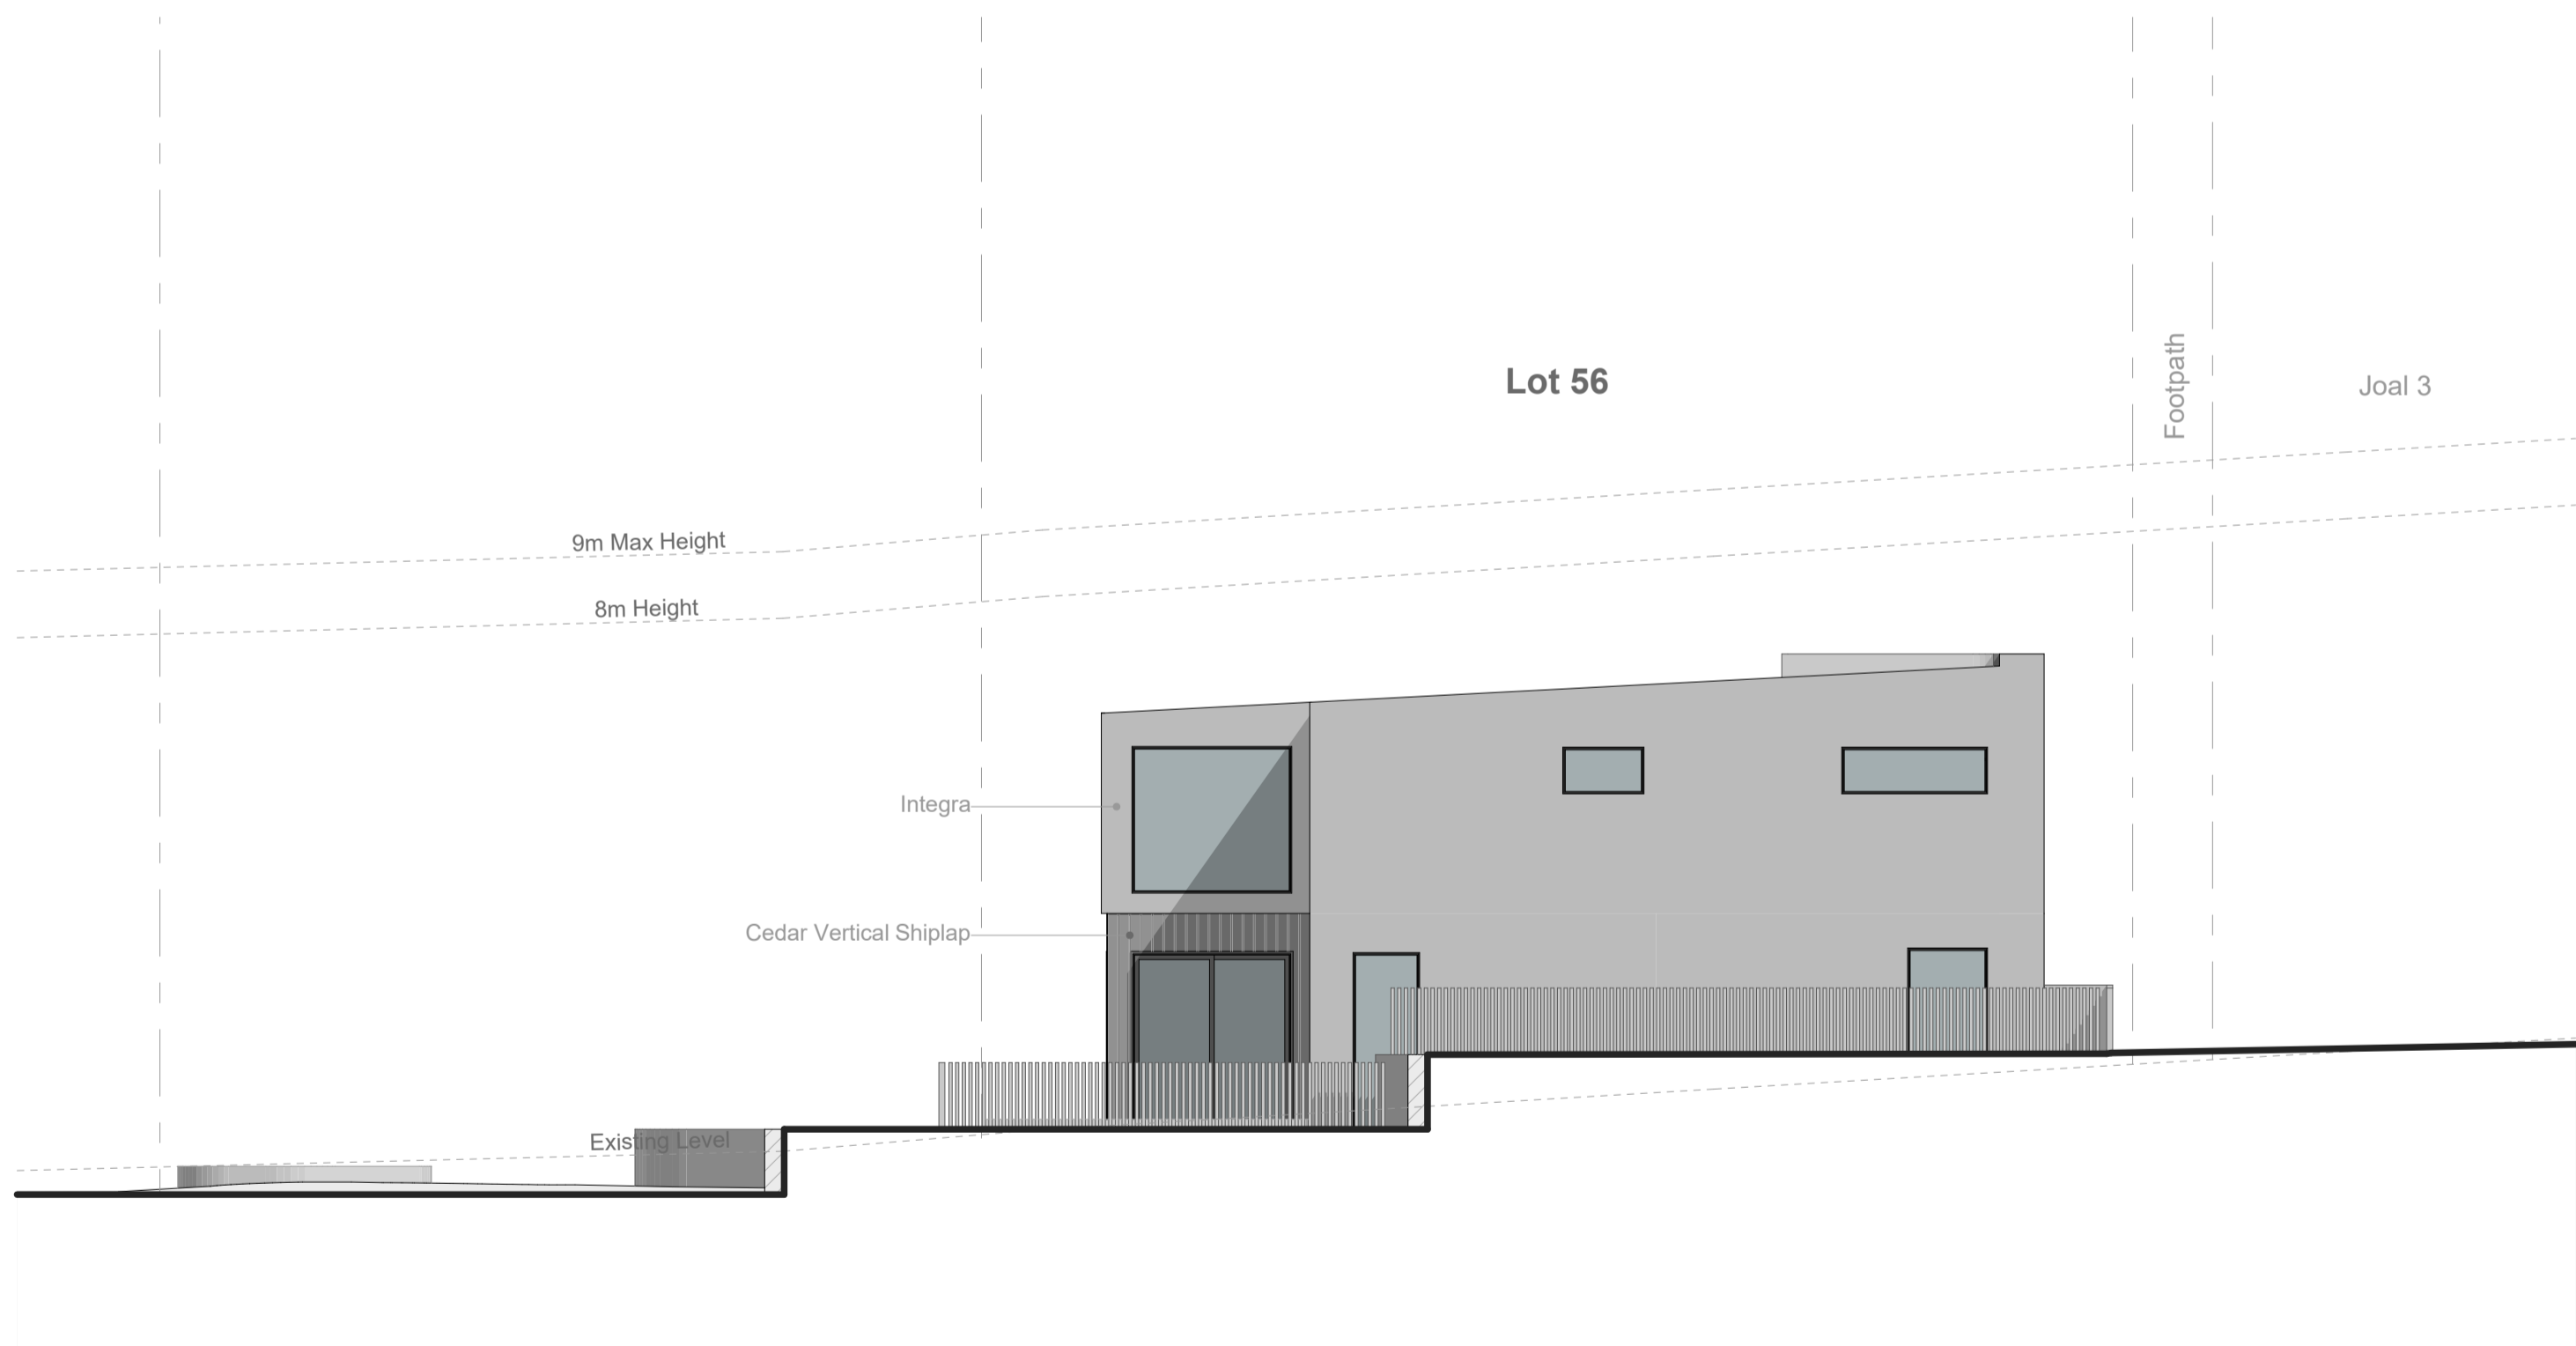 Lot 56
Footpath
Joal 3
9m Max Height
8m Height
Integra
Cedar Vertical Shiplap
Existing Level